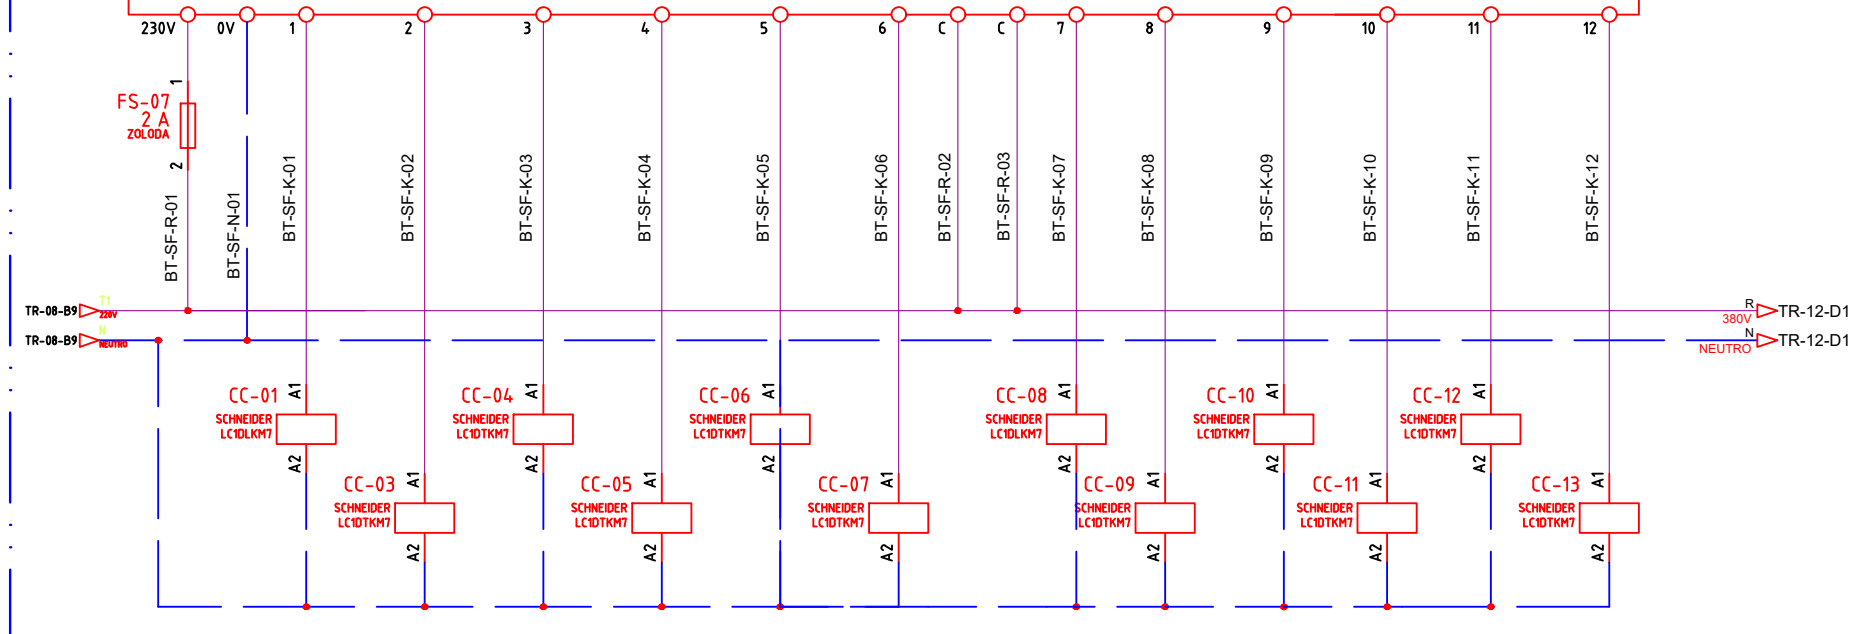 230V 0V 1 2 3 4 5 6 C C 7 8 9 10 11 12
1
FS-07
2 A
ZOLODA
2
BT-SF-R-01
BT-SF-N-01
BT-SF-K-01
BT-SF-K-02
BT-SF-K-03
BT-SF-K-04
BT-SF-K-05
BT-SF-K-06
BT-SF-R-02
BT-SF-R-03
BT-SF-K-07
BT-SF-K-08
BT-SF-K-09
BT-SF-K-10
BT-SF-K-11
BT-SF-K-12
TR-08-B9
T1
220V
TR-08-B9
N
NEUTRO
R
380V
TR-12-D1
N
NEUTRO
TR-12-D1
CC-01
SCHNEIDER
LC1DLKM7
A1
A2
CC-03
SCHNEIDER
LC1DTKM7
A1
A2
CC-04
SCHNEIDER
LC1DTKM7
A1
A2
CC-05
SCHNEIDER
LC1DTKM7
A1
A2
CC-06
SCHNEIDER
LC1DTKM7
A1
A2
CC-07
SCHNEIDER
LC1DTKM7
A1
A2
CC-08
SCHNEIDER
LC1DLKM7
A1
A2
CC-09
SCHNEIDER
LC1DTKM7
A1
A2
CC-10
SCHNEIDER
LC1DTKM7
A1
A2
CC-11
SCHNEIDER
LC1DTKM7
A1
A2
CC-12
SCHNEIDER
LC1DTKM7
A1
A2
CC-13
SCHNEIDER
LC1DTKM7
A1
A2